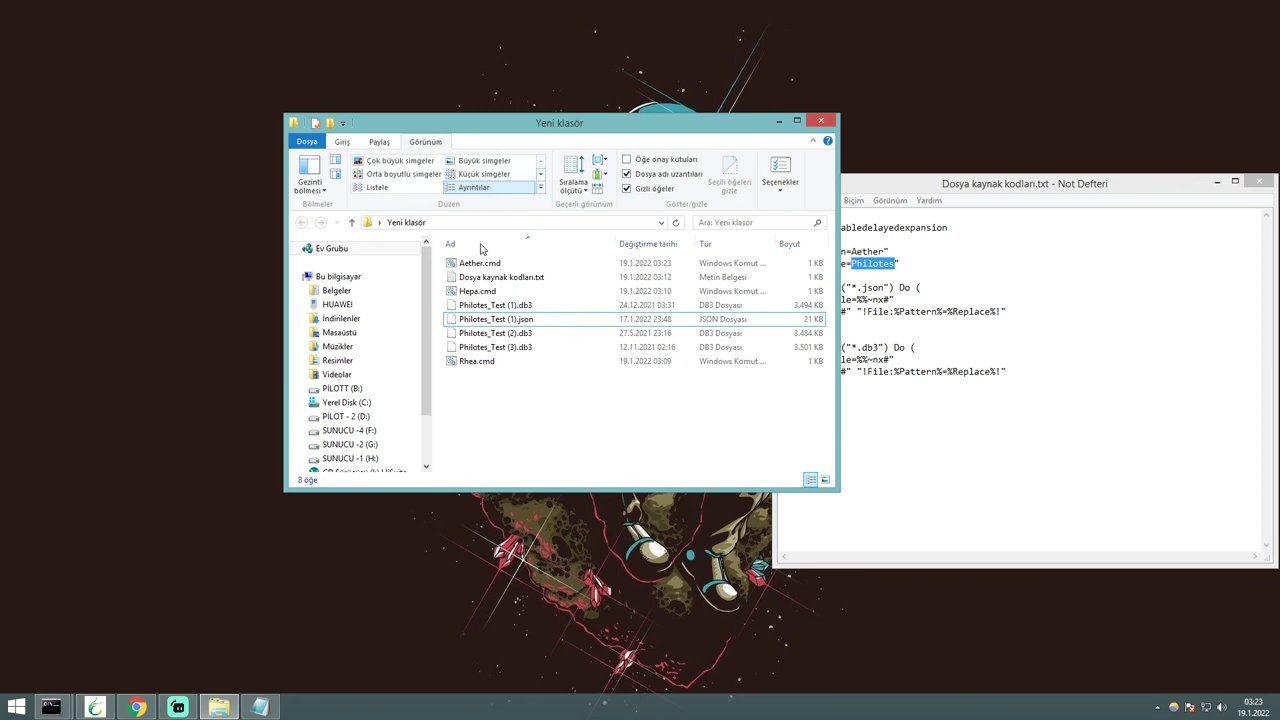 Yeni klasör
Dosya Giriş Paylaş Görünüm
Gezinti bölmesi
Çok büyük simgeler Büyük simgeler
Orta boyutlu simgeler Küçük simgeler
Listele Ayrıntılar
Sıralama ölçütü
Öğe onay kutuları
Dosya adı uzantıları
Gizli öğeler
Seçili öğeleri gizle
Seçenekler
Bölmeler Düzen Geçerli görünüm Göster/gizle
Yeni klasör
Ara: Yeni klasör
Ev Grubu
Bu bilgisayar
Belgeler
HUAWEI
İndirilenler
Masaüstü
Müzikler
Resimler
Videolar
PİLOTT (B:)
Yerel Disk (C:)
PİLOT - 2 (D:)
SUNUCU -4 (F:)
SUNUCU -2 (G:)
SUNUCU -1 (H:)
Ad Değiştirme tarihi Tür Boyut
Aether.cmd 19.1.2022 03:23 Windows Komut ... 1 KB
Dosya kaynak kodları.txt 19.1.2022 03:12 Metin Belgesi 1 KB
Hepa.cmd 19.1.2022 03:10 Windows Komut ... 1 KB
Philotes_Test (1).db3 24.12.2021 03:31 DB3 Dosyası 3.494 KB
Philotes_Test (1).json 17.1.2022 23:48 JSON Dosyası 21 KB
Philotes_Test (2).db3 27.5.2021 23:16 DB3 Dosyası 3.484 KB
Philotes_Test (3).db3 12.11.2021 02:16 DB3 Dosyası 3.501 KB
Rhea.cmd 19.1.2022 03:09 Windows Komut ... 1 KB
8 öğe
Dosya kaynak kodları.txt - Not Defteri
Biçim Görünüm Yardım
abledelayedexpansion
n=Aether"
e=Philotes"
("*.json") Do (
le=%%~nx#"
#" "!File:%Pattern%=%Replace%!"
("*.db3") Do (
le=%%~nx#"
#" "!File:%Pattern%=%Replace%!"
03:23
19.1.2022